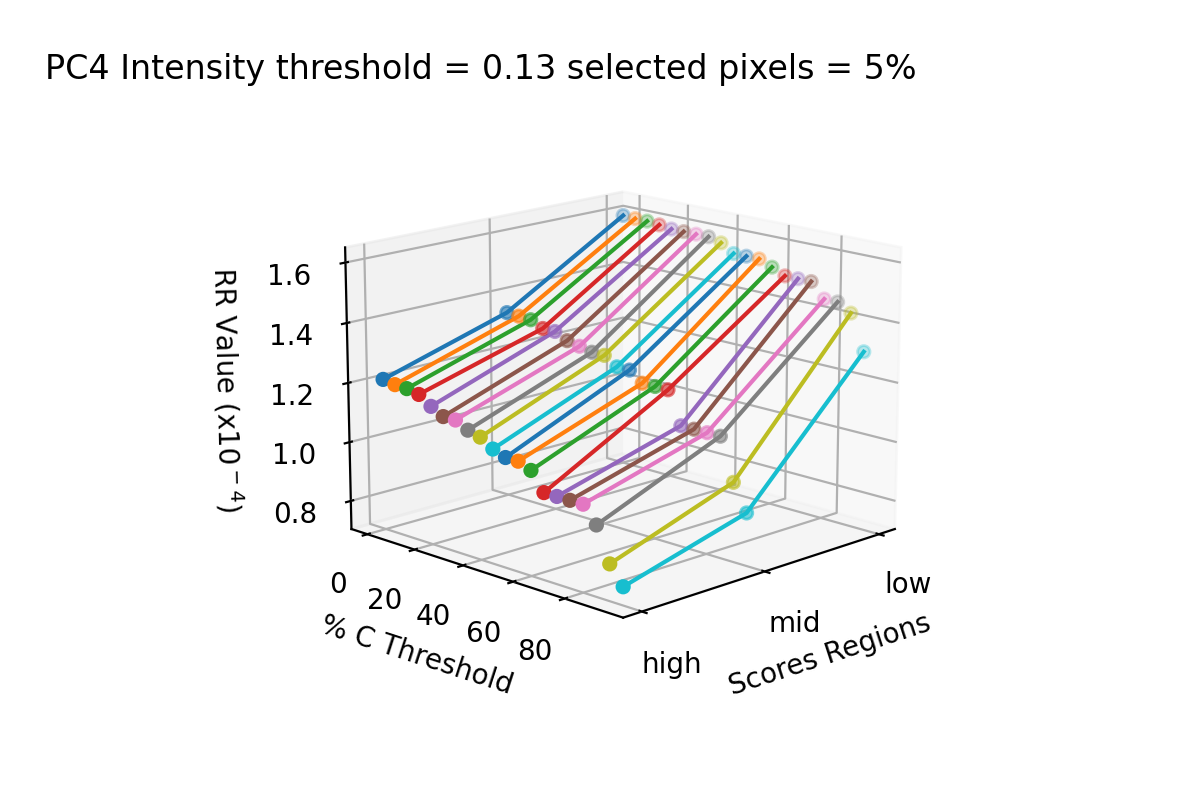 PC4 Intensity threshold = 0.13 selected pixels = 5%
RR Value (x10⁻⁴)
1.6
1.4
1.2
1.0
0.8
0
20
40
60
80
% C Threshold
high
mid
low
Scores Regions